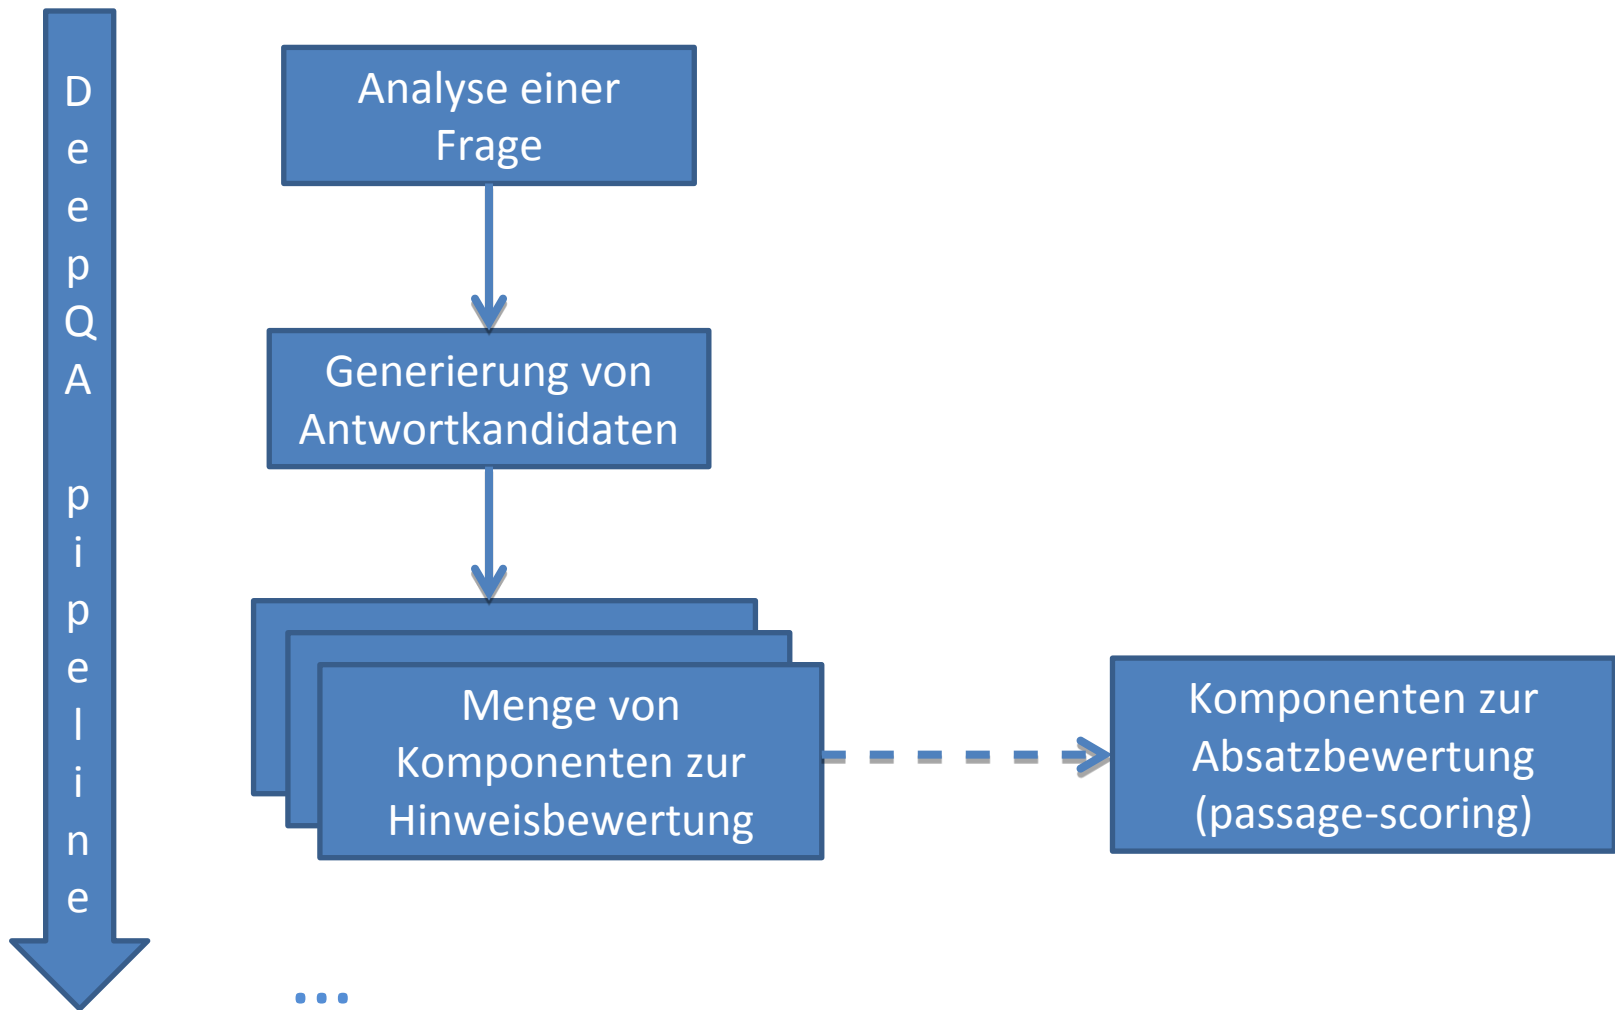 DeepQA pipeline
Analyse einer
Frage
Generierung von
Antwortkandidaten
Menge von
Komponenten zur
Hinweisbewertung
Komponenten zur
Absatzbewertung
(passage-scoring)
...